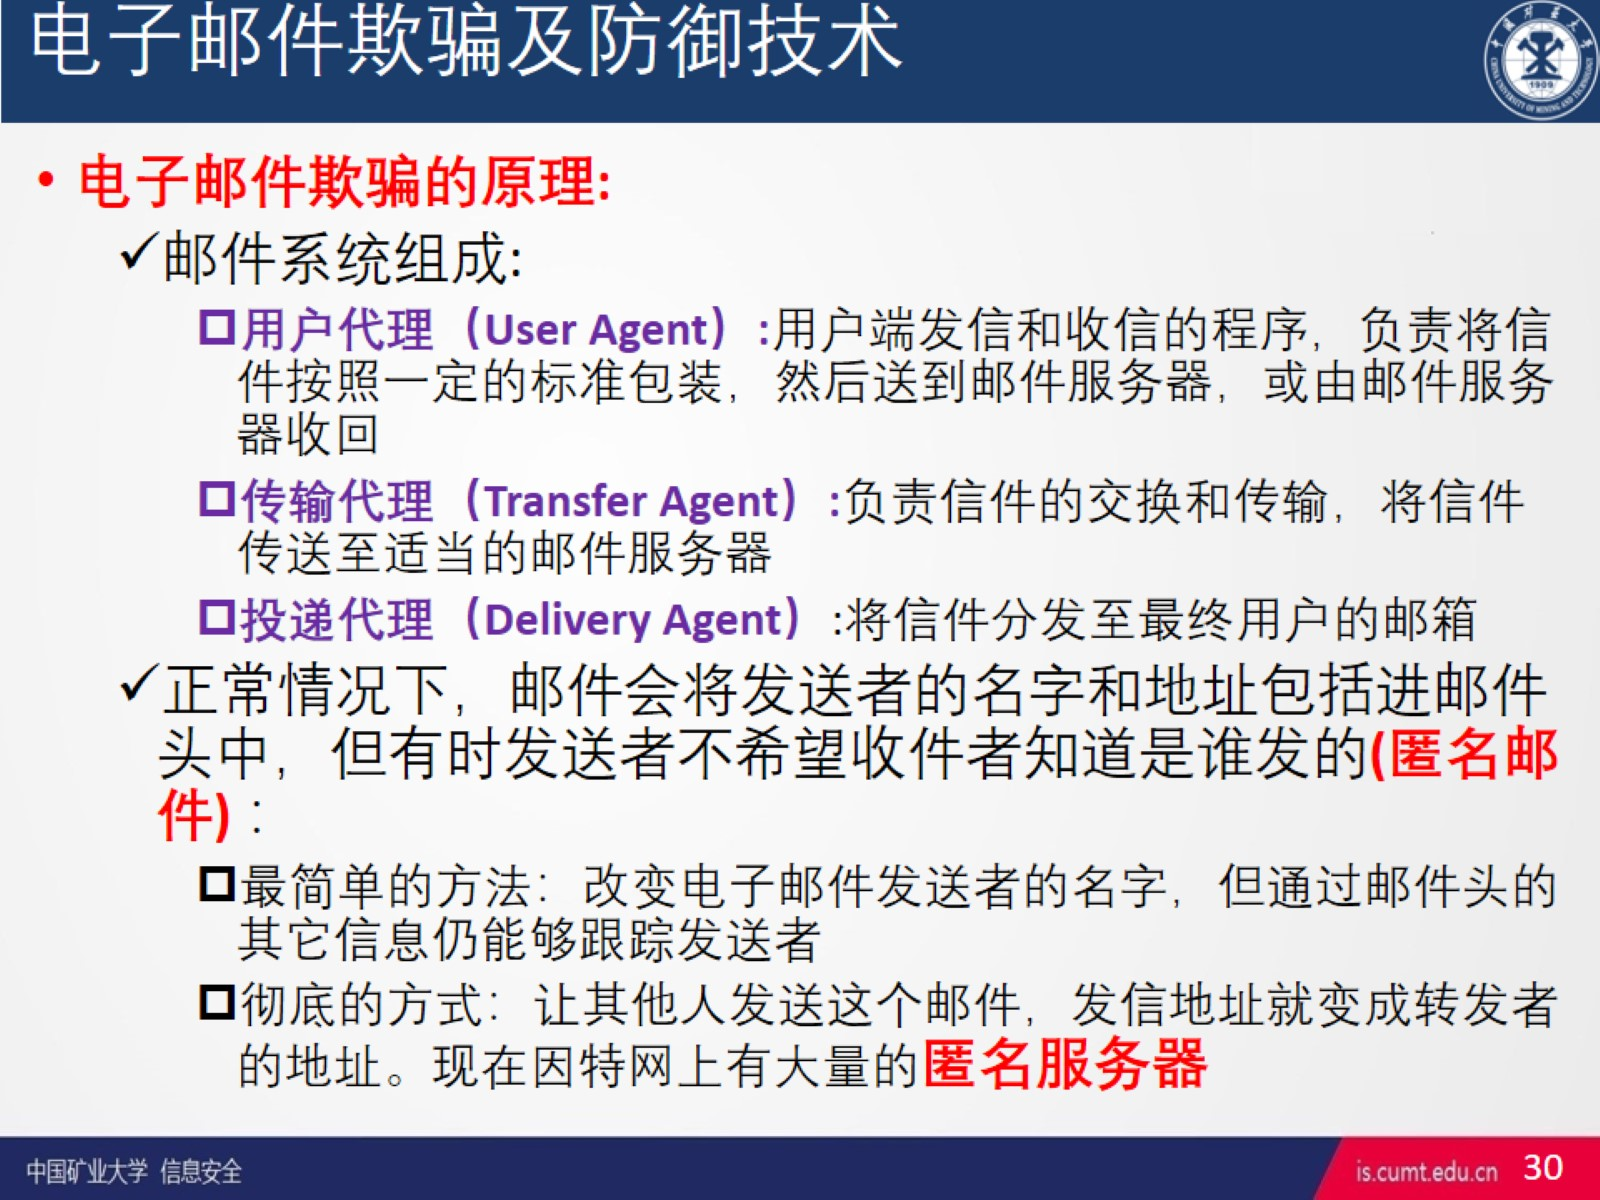 电子邮件欺骗及防御技术
CHINA UNIVERSITY OF MINING AND TECHNOLOGY
1909
• 电子邮件欺骗的原理:
✓邮件系统组成:
用户代理（User Agent）:用户端发信和收信的程序，负责将信
件按照一定的标准包装，然后送到邮件服务器，或由邮件服务
器收回
传输代理（Transfer Agent）:负责信件的交换和传输，将信件
传送至适当的邮件服务器
投递代理（Delivery Agent）:将信件分发至最终用户的邮箱
✓正常情况下，邮件会将发送者的名字和地址包括进邮件
头中，但有时发送者不希望收件者知道是谁发的(匿名邮
件)：
最简单的方法：改变电子邮件发送者的名字，但通过邮件头的
其它信息仍能够跟踪发送者
彻底的方式：让其他人发送这个邮件，发信地址就变成转发者
的地址。现在因特网上有大量的匿名服务器
中国矿业大学 信息安全
is.cumt.edu.cn 30